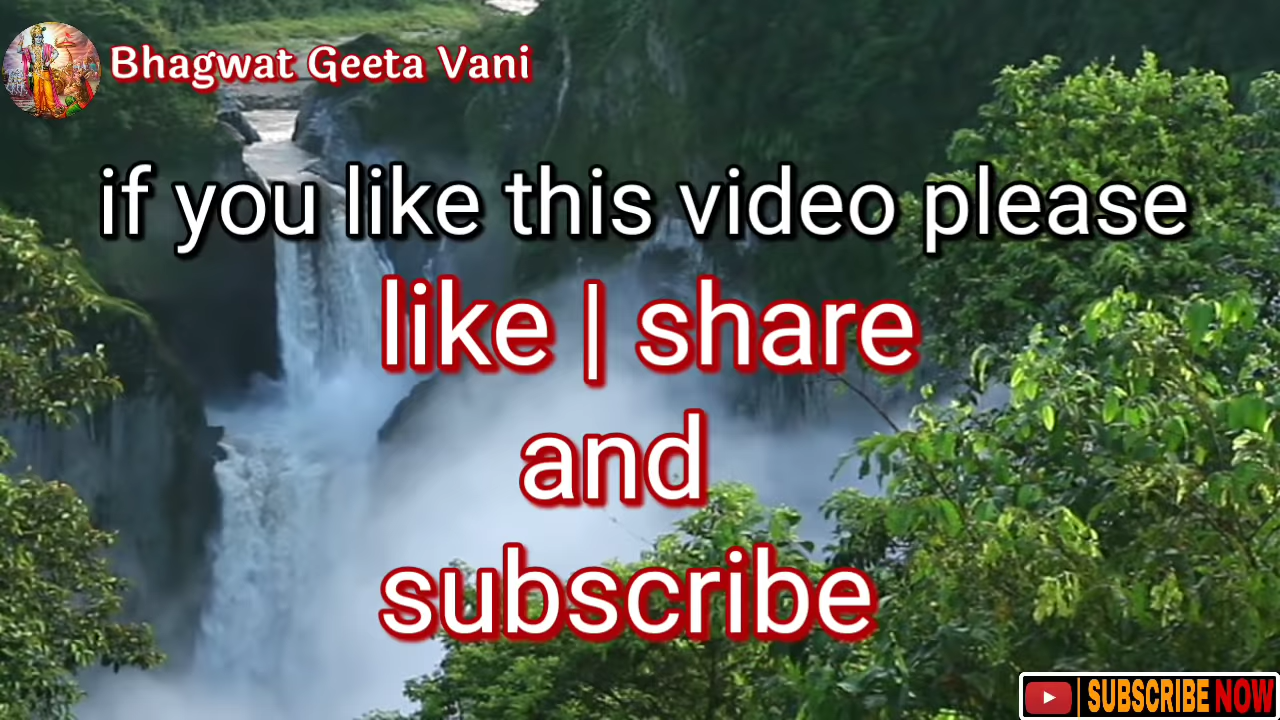 Bhagwat Geeta Vani
if you like this video please
like | share
and
subscribe
SUBSCRIBE NOW